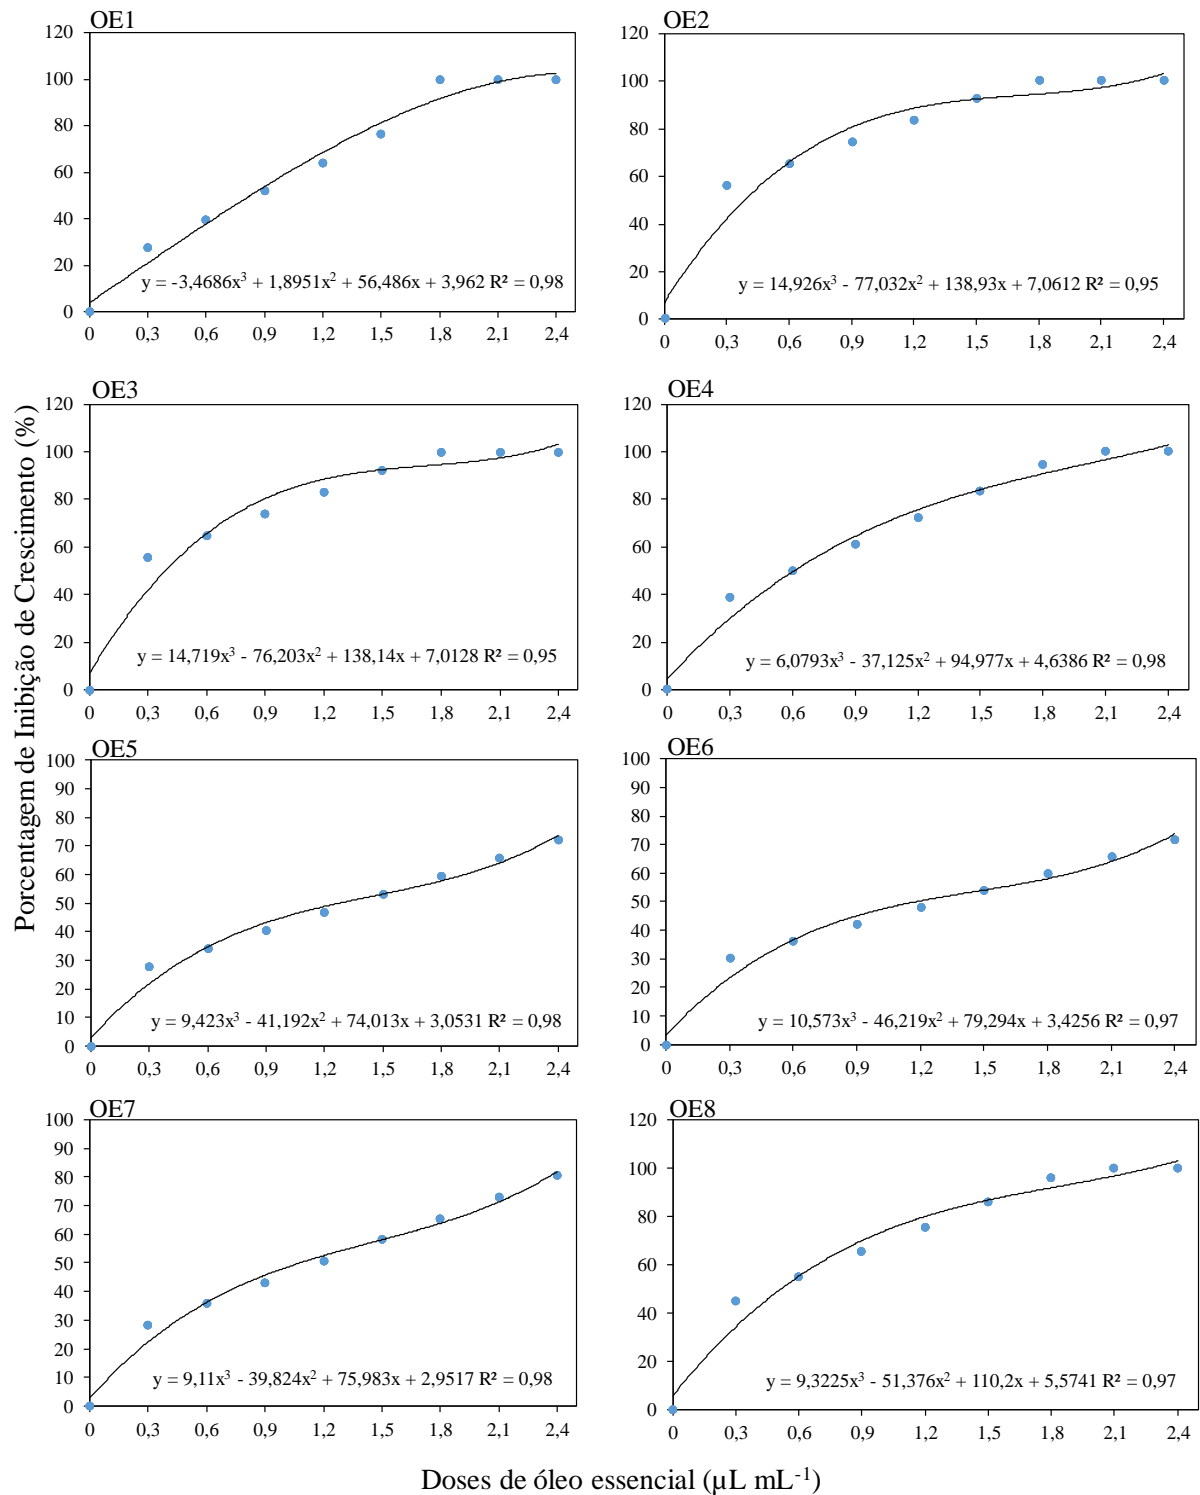 OE1
120
100
80
60
40
20
0
y = -3,4686x³ + 1,8951x² + 56,486x + 3,962 R² = 0,98
0 0,3 0,6 0,9 1,2 1,5 1,8 2,1 2,4
OE2
120
100
80
60
40
20
0
y = 14,926x³ - 77,032x² + 138,93x + 7,0612 R² = 0,95
0 0,3 0,6 0,9 1,2 1,5 1,8 2,1 2,4
Porcentagem de Inibição de Crescimento (%)
OE3
120
100
80
60
40
20
0
y = 14,719x³ - 76,203x² + 138,14x + 7,0128 R² = 0,95
0 0,3 0,6 0,9 1,2 1,5 1,8 2,1 2,4
OE4
120
100
80
60
40
20
0
y = 6,0793x³ - 37,125x² + 94,977x + 4,6386 R² = 0,98
0 0,3 0,6 0,9 1,2 1,5 1,8 2,1 2,4
OE5
100
90
80
70
60
50
40
30
20
10
0
y = 9,423x³ - 41,192x² + 74,013x + 3,0531 R² = 0,98
0 0,3 0,6 0,9 1,2 1,5 1,8 2,1 2,4
OE6
100
90
80
70
60
50
40
30
20
10
0
y = 10,573x³ - 46,219x² + 79,294x + 3,4256 R² = 0,97
0 0,3 0,6 0,9 1,2 1,5 1,8 2,1 2,4
OE7
100
90
80
70
60
50
40
30
20
10
0
y = 9,11x³ - 39,824x² + 75,983x + 2,9517 R² = 0,98
0 0,3 0,6 0,9 1,2 1,5 1,8 2,1 2,4
OE8
120
100
80
60
40
20
0
y = 9,3225x³ - 51,376x² + 110,2x + 5,5741 R² = 0,97
0 0,3 0,6 0,9 1,2 1,5 1,8 2,1 2,4
Doses de óleo essencial (µL mL⁻¹)